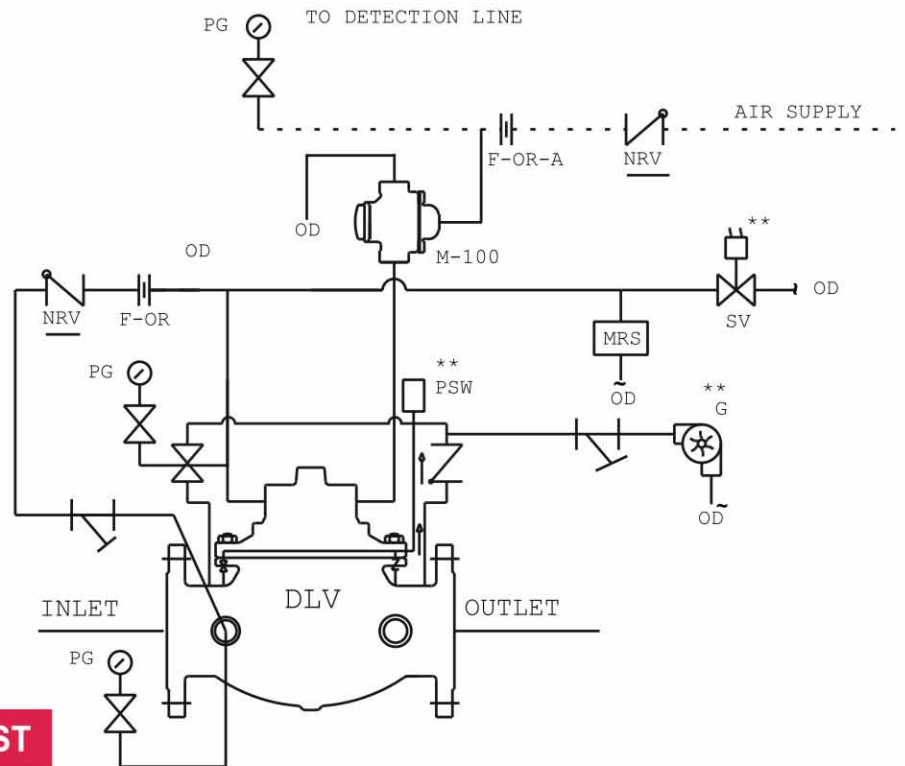 PG
TO DETECTION LINE
AIR SUPPLY
F-OR-A
NRV
OD
M-100
OD
**
NRV
F-OR
SV
OD
MRS
OD
PG
**
PSW
**
G
OD
INLET
DLV
OUTLET
PG
ST